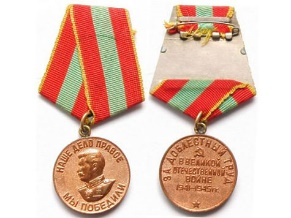 НАШЕ ДЕЛО ПРАВОЕ
МЫ ПОБЕДИЛИ
ЗА ДОБЛЕСТНЫЙ ТРУД
В ВЕЛИКОЙ
ОТЕЧЕСТВЕННОЙ
ВОЙНЕ
1941-1945гг.